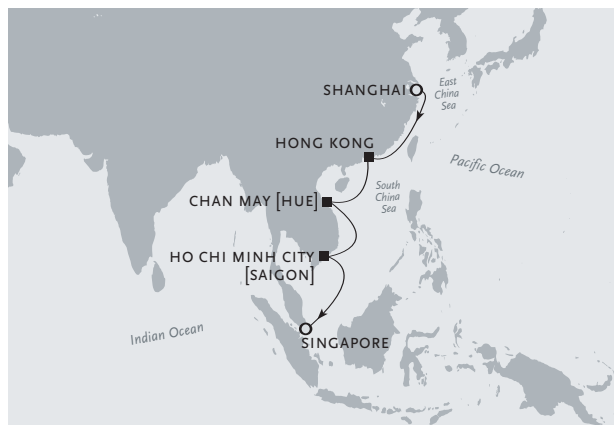 SHANGHAI
East
China
Sea
HONG KONG
Pacific Ocean
South
China
Sea
CHAN MAY [HUE]
HO CHI MINH CITY
[SAIGON]
Indian Ocean
SINGAPORE